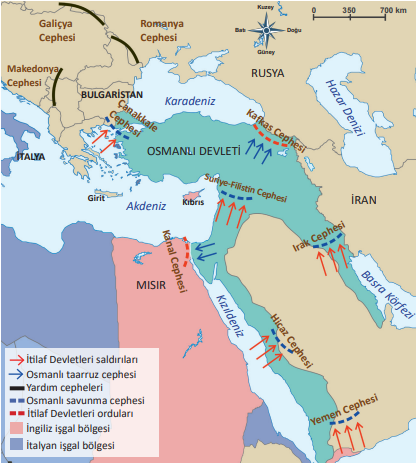 Kuzey
Batı
Doğu
Güney
0 350 700 km
Galiçya
Cephesi
Romanya
Cephesi
Makedonya
Cephesi
RUSYA
BULGARİSTAN
Karadeniz
Hazar Denizi
Çanakkale
Cephesi
Kafkas Cephesi
İTALYA
OSMANLI DEVLETİ
Suriye-Filistin Cephesi
İRAN
Girit
Kıbrıs
Akdeniz
Irak Cephesi
Kanal Cephesi
Basra Körfezi
MISIR
Kızıldeniz
Hicaz Cephesi
Yemen Cephesi
İtilaf Devletleri saldırıları
Osmanlı taarruz cephesi
Yardım cepheleri
Osmanlı savunma cephesi
İtilaf Devletleri orduları
İngiliz işgal bölgesi
İtalyan işgal bölgesi